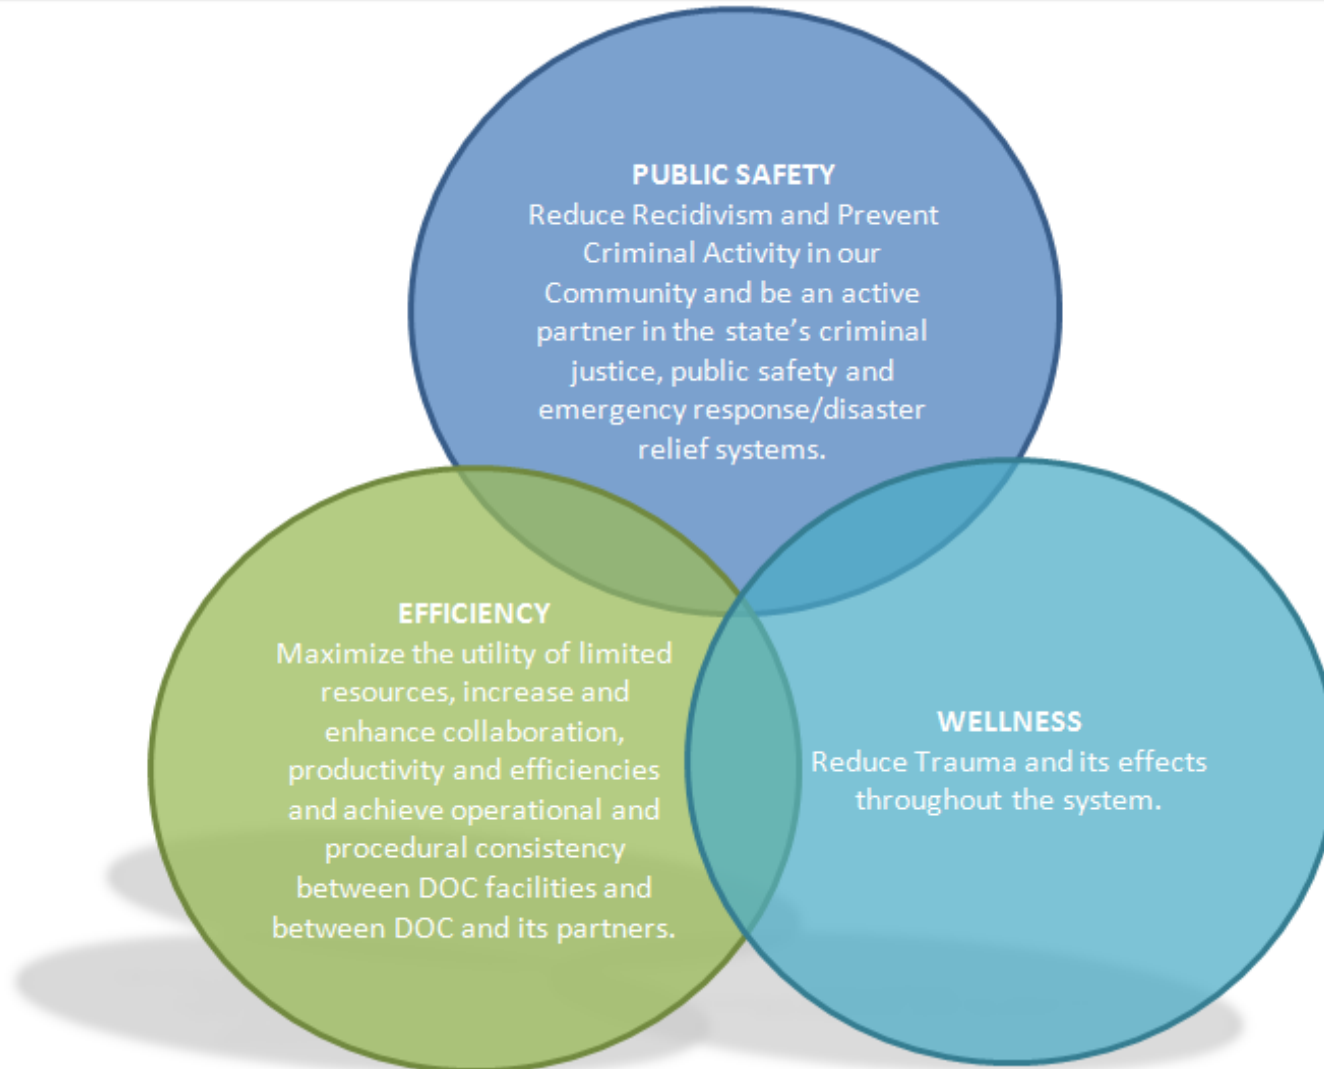 PUBLIC SAFETY
Reduce Recidivism and Prevent
Criminal Activity in our
Community and be an active
partner in the state’s criminal
justice, public safety and
emergency response/disaster
relief systems.
EFFICIENCY
Maximize the utility of limited
resources, increase and
enhance collaboration,
productivity and efficiencies
and achieve operational and
procedural consistency
between DOC facilities and
between DOC and its partners.
WELLNESS
Reduce Trauma and its effects
throughout the system.